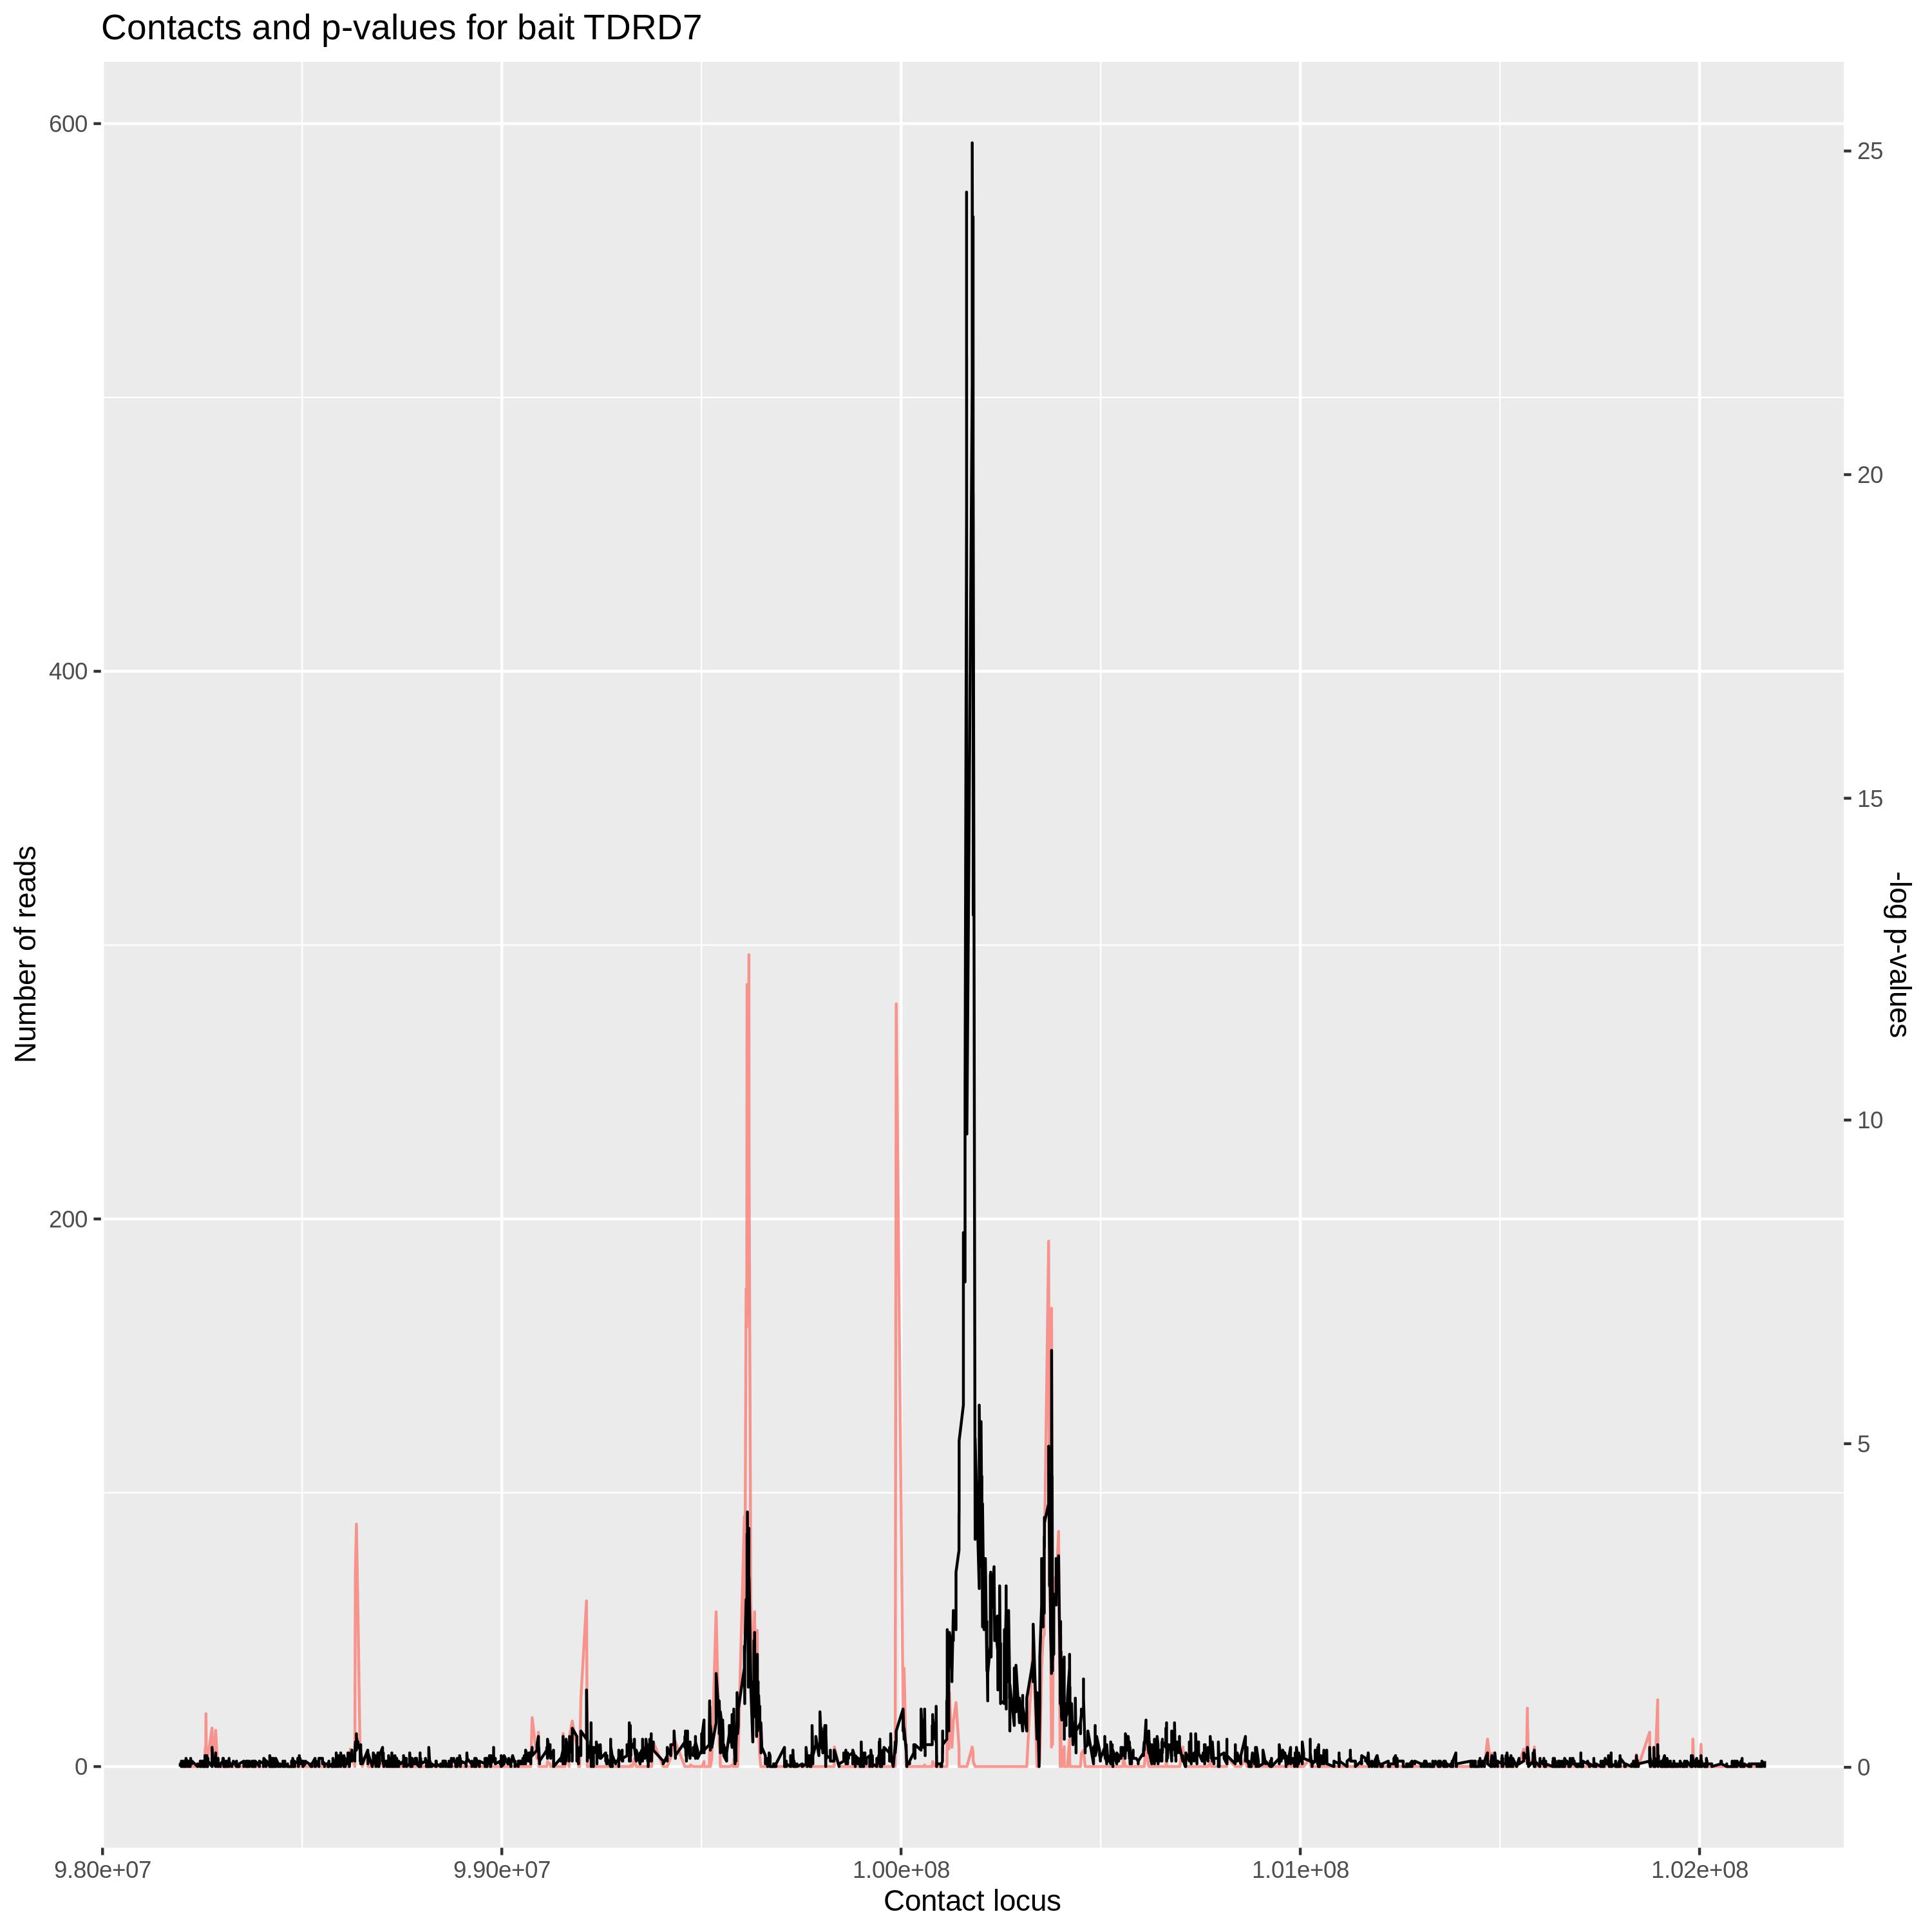 Contacts and p-values for bait TDRD7
600
400
200
0
Number of reads
25
20
15
10
5
0
-log p-values
9.80e+07
9.90e+07
1.00e+08
1.01e+08
1.02e+08
Contact locus